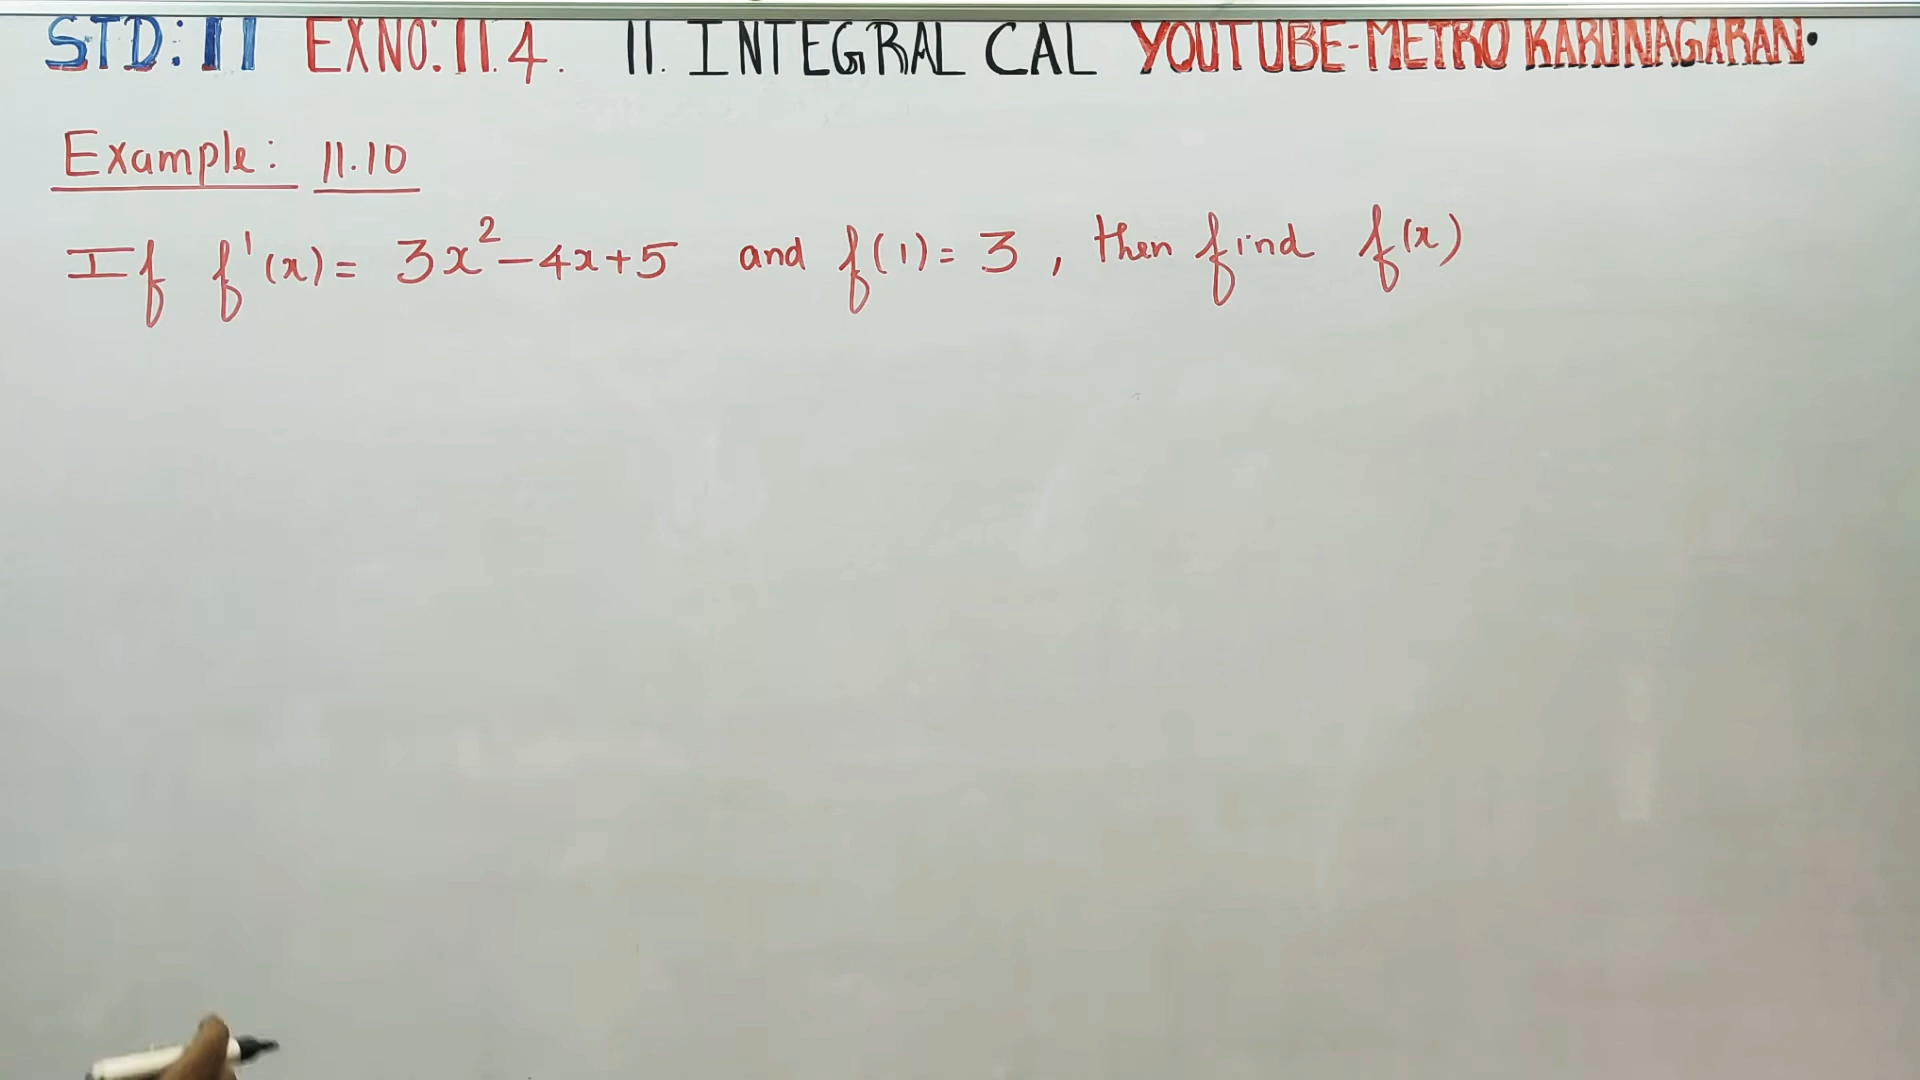 STD: 11 EXNO: 11.4. 11. INTEGRAL CAL YOUTUBE-METRO KARUNAGARAN.
Example: 11.10
If f'(x) = 3x²-4x+5 and f(1) = 3, then find f(x)